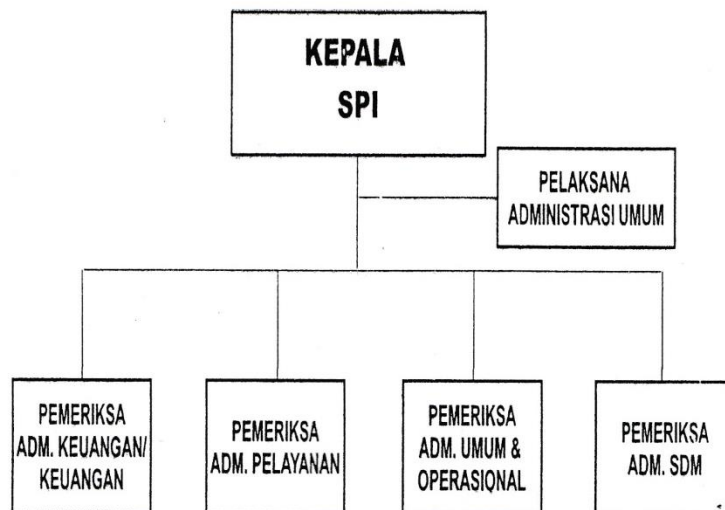 KEPALA
SPI
PELAKSANA
ADMINISTRASI UMUM
PEMERIKSA
ADM. KEUANGAN/
KEUANGAN
PEMERIKSA
ADM. PELAYANAN
PEMERIKSA
ADM. UMUM &
OPERASIONAL
PEMERIKSA
ADM. SDM